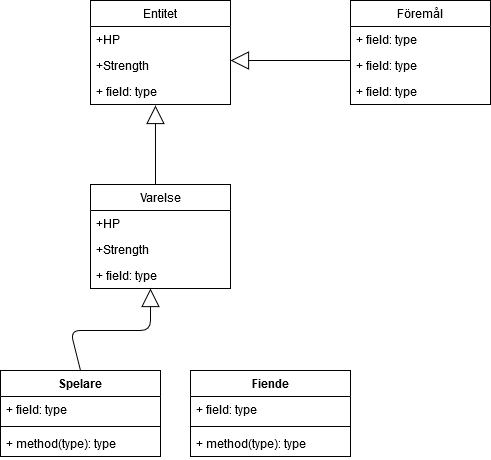 Entitet
+HP
+Strength
+ field: type
Föremål
+ field: type
+ field: type
+ field: type
Varelse
+HP
+Strength
+ field: type
Spelare
+ field: type
+ method(type): type
Fiende
+ field: type
+ method(type): type